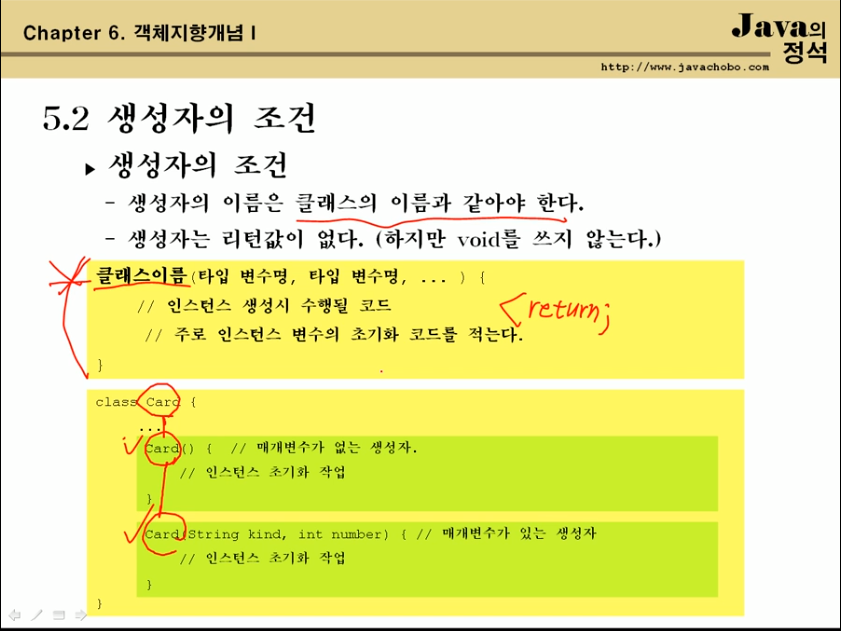 Chapter 6. 객체지향개념 I
Java의 정석
http://www.javachobo.com
5.2 생성자의 조건
▶ 생성자의 조건
- 생성자의 이름은 클래스의 이름과 같아야 한다.
- 생성자는 리턴값이 없다. (하지만 void를 쓰지 않는다.)
클래스이름(타입 변수명, 타입 변수명, ... ) {
// 인스턴스 생성시 수행될 코드
return;
// 주로 인스턴스 변수의 초기화 코드를 적는다.
}
class Card {
...
Card() { // 매개변수가 없는 생성자.
// 인스턴스 초기화 작업
}
Card(String kind, int number) { // 매개변수가 있는 생성자
// 인스턴스 초기화 작업
}
}